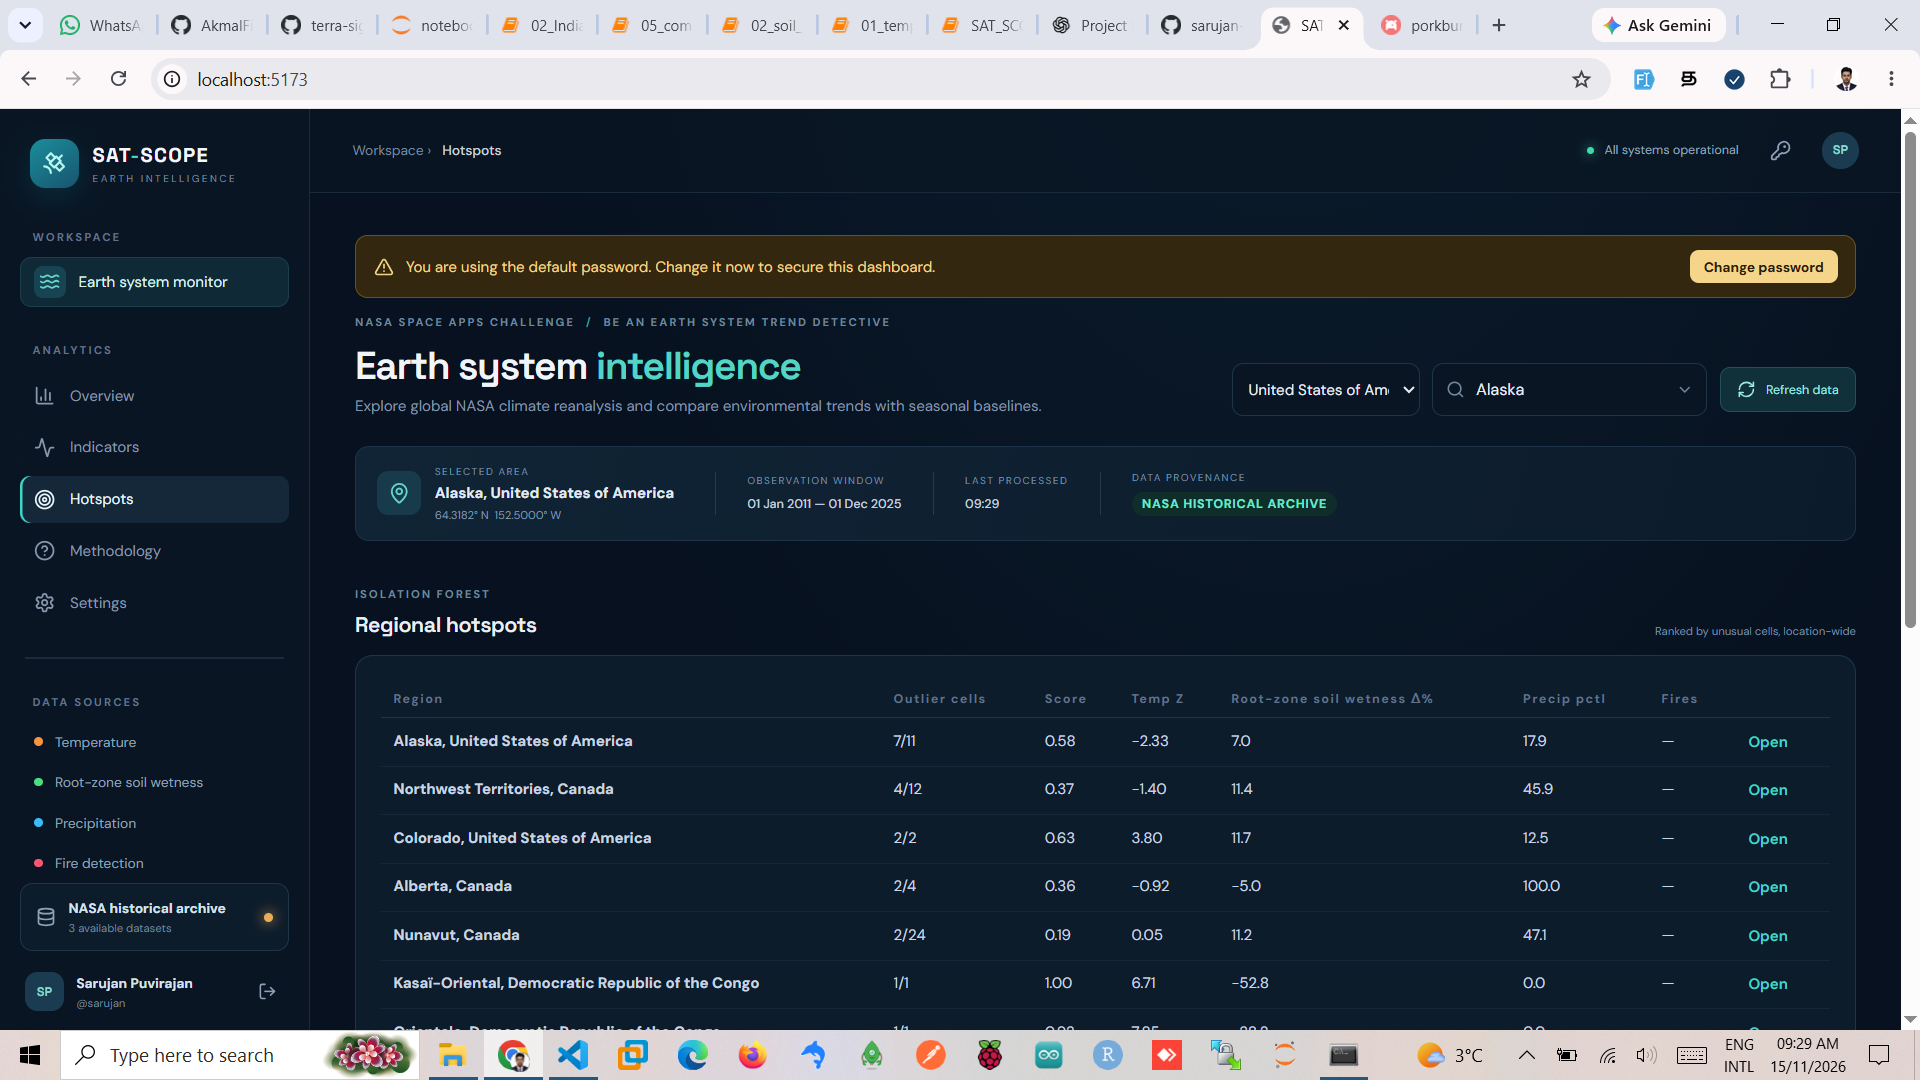 WhatsA
AkmalF
terra-sig
notebo
02_India
05_com
02_soil_
01_temp
SAT_SCO
Project
sarujan-
SAT
porkbun
Ask Gemini
localhost:5173
SAT-SCOPE
EARTH INTELLIGENCE
WORKSPACE
Earth system monitor
ANALYTICS
Overview
Indicators
Hotspots
Methodology
Settings
DATA SOURCES
Temperature
Root-zone soil wetness
Precipitation
Fire detection
NASA historical archive
3 available datasets
SP
Sarujan Puvirajan
@sarujan
Workspace › Hotspots
All systems operational
SP
You are using the default password. Change it now to secure this dashboard.
Change password
NASA SPACE APPS CHALLENGE / BE AN EARTH SYSTEM TREND DETECTIVE
Earth system intelligence
Explore global NASA climate reanalysis and compare environmental trends with seasonal baselines.
United States of Am
Alaska
Refresh data
SELECTED AREA
Alaska, United States of America
64.3182° N 152.5000° W
OBSERVATION WINDOW
01 Jan 2011 — 01 Dec 2025
LAST PROCESSED
09:29
DATA PROVENANCE
NASA HISTORICAL ARCHIVE
ISOLATION FOREST
Regional hotspots
Ranked by unusual cells, location-wide
Region Outlier cells Score Temp Z Root-zone soil wetness Δ% Precip pctl Fires
Alaska, United States of America 7/11 0.58 -2.33 7.0 17.9 — Open
Northwest Territories, Canada 4/12 0.37 -1.40 11.4 45.9 — Open
Colorado, United States of America 2/2 0.63 3.80 11.7 12.5 — Open
Alberta, Canada 2/4 0.36 -0.92 -5.0 100.0 — Open
Nunavut, Canada 2/24 0.19 0.05 11.2 47.1 — Open
Kasaï-Oriental, Democratic Republic of the Congo 1/1 1.00 6.71 -52.8 0.0 — Open
Type here to search
3°C
ENG
INTL
09:29 AM
15/11/2026